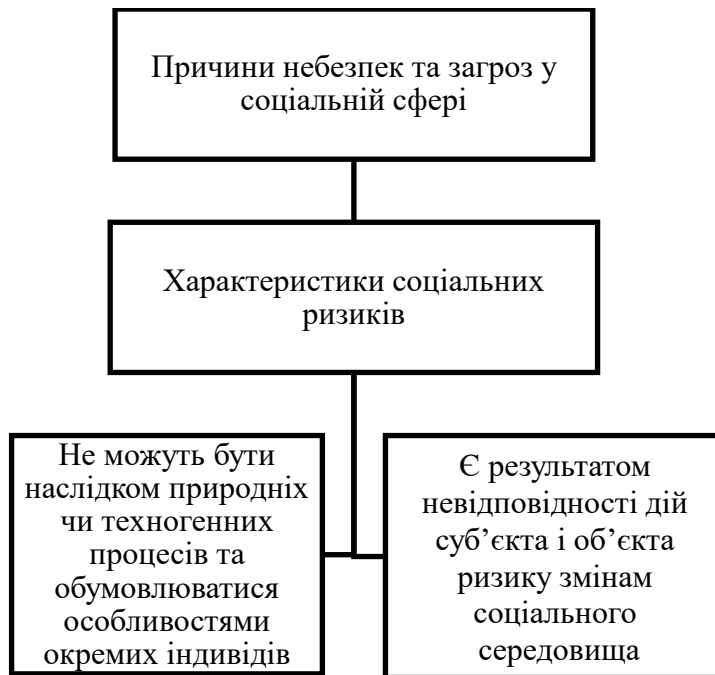 Причини небезпек та загроз у
соціальній сфері
Характеристики соціальних
ризиків
Не можуть бути
наслідком природніх
чи техногенних
процесів та
обумовлюватися
особливостями
окремих індивідів
Є результатом
невідповідності дій
суб’єкта і об’єкта
ризику змінам
соціального
середовища